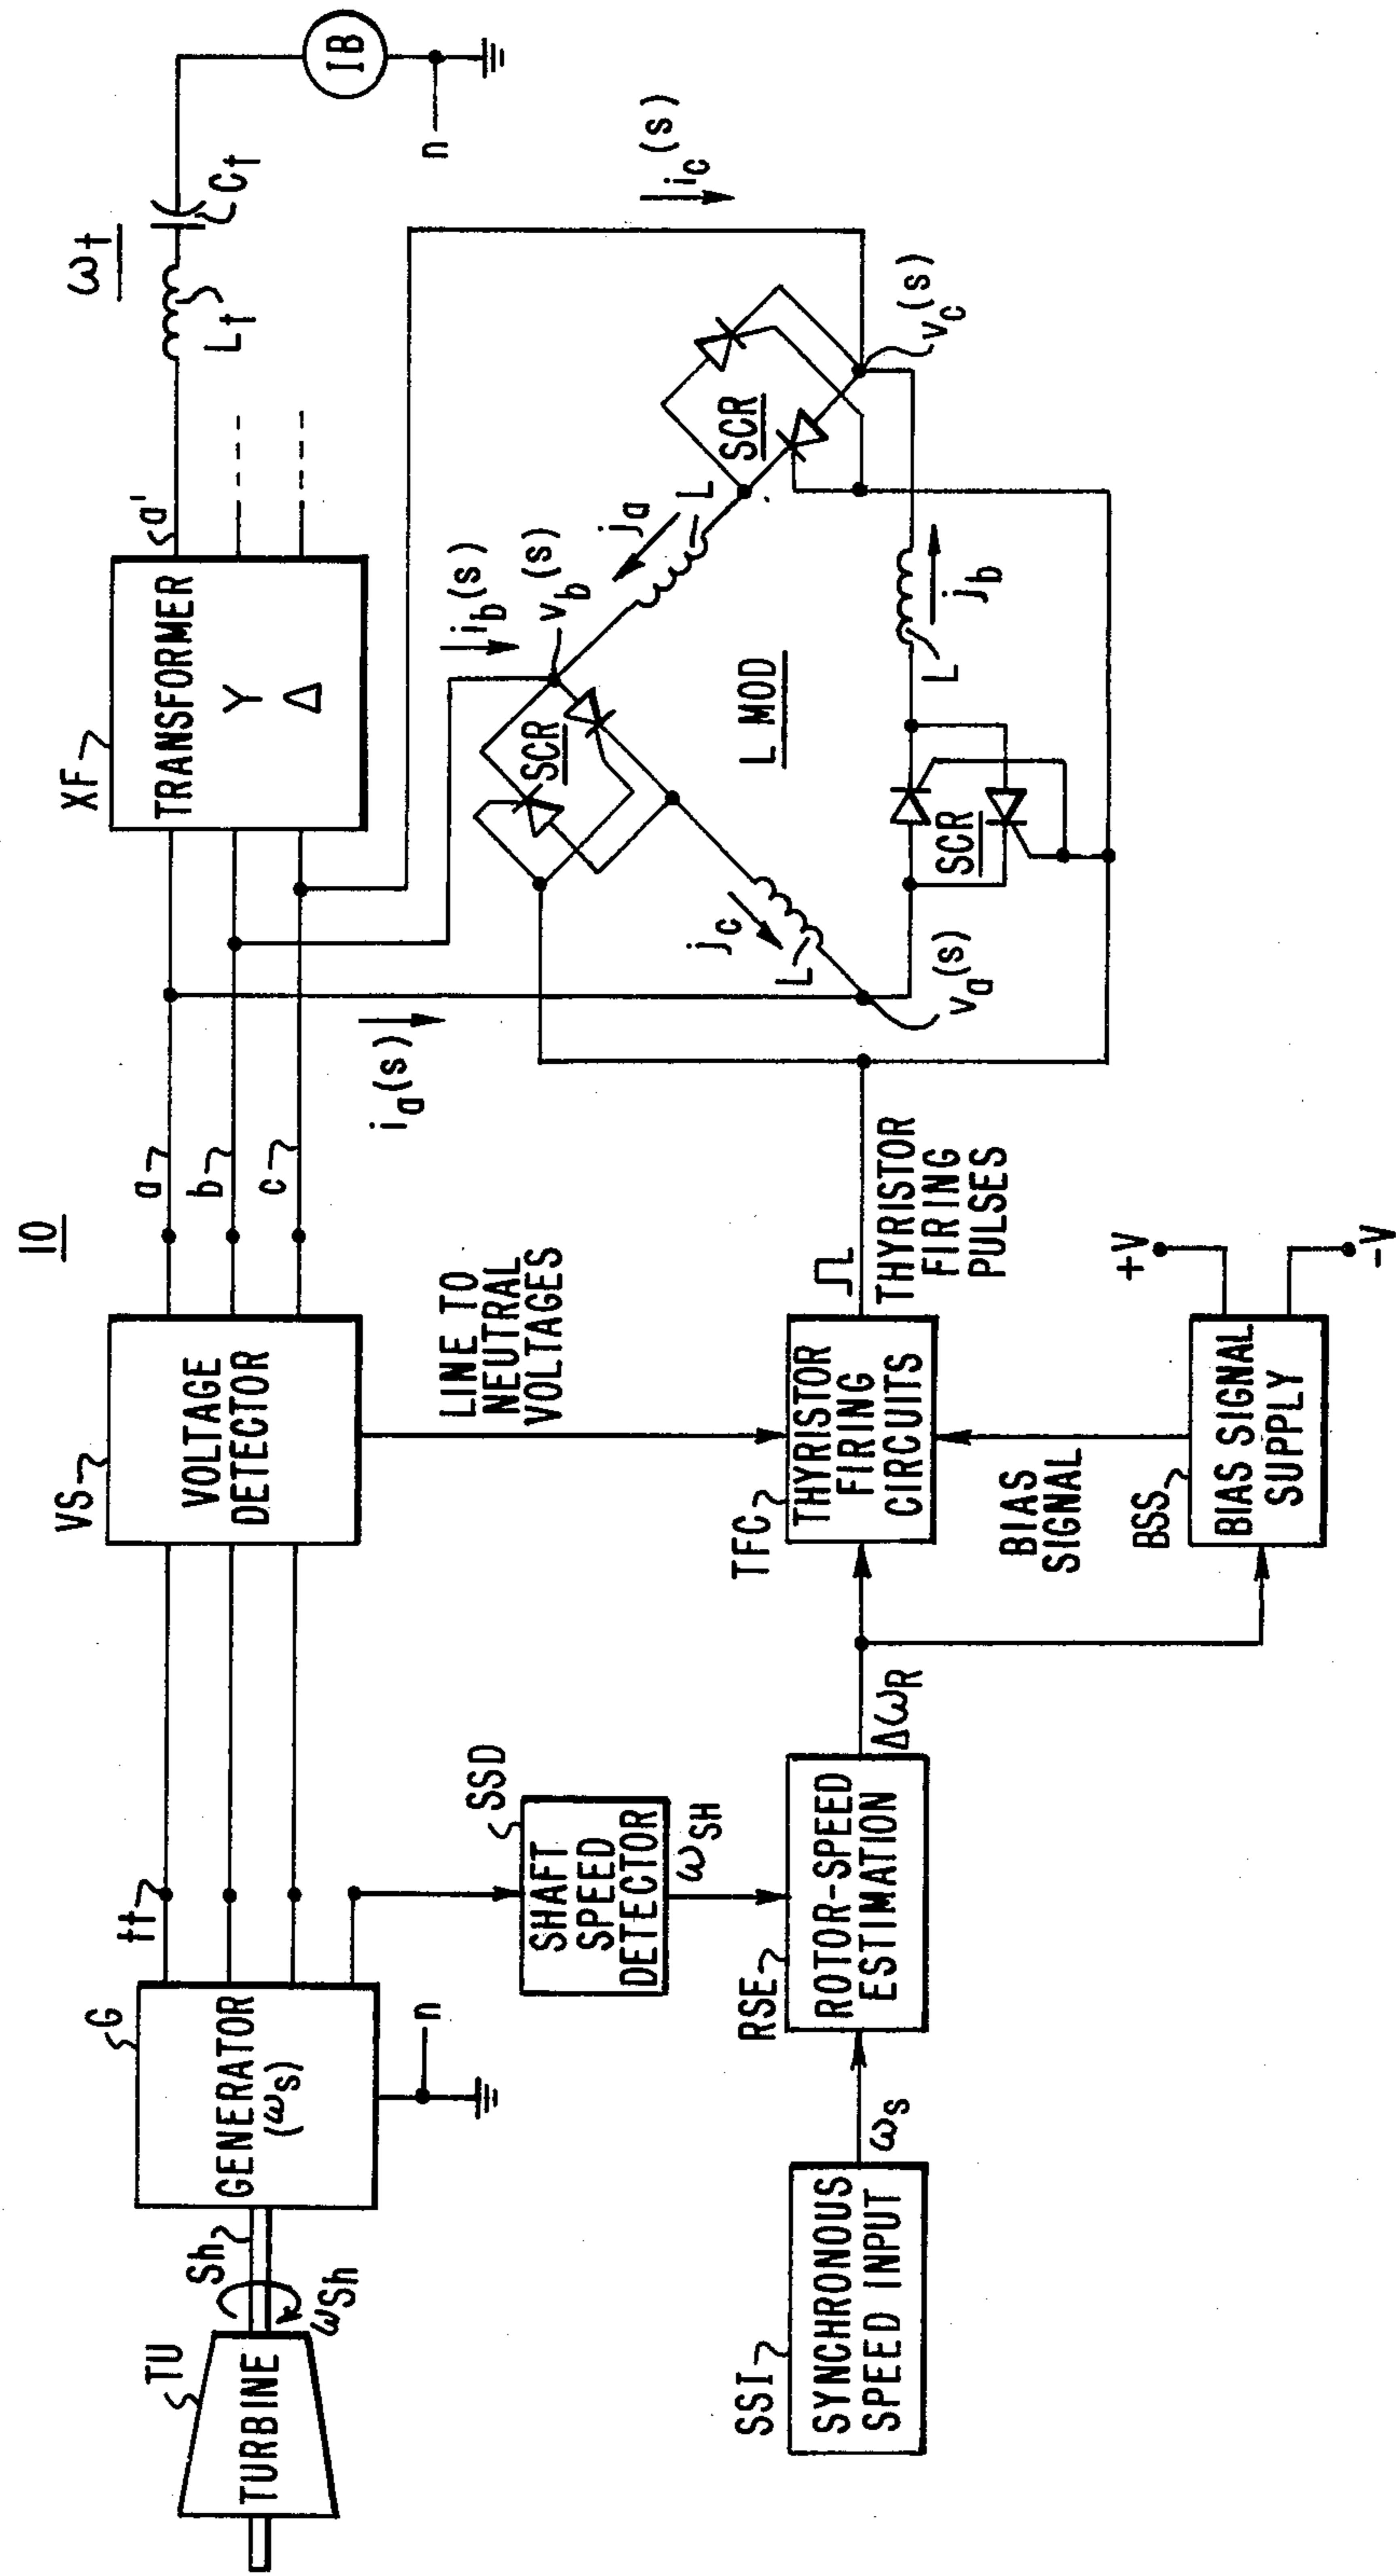 10
TU
TURBINE
Sh
ωSh
G
GENERATOR
(ωs)
n
tt
VS
VOLTAGE
DETECTOR
a
b
c
XF
TRANSFORMER
Y
Δ
a'
Lt
ωt
Ct
IB
n
SSD
SHAFT
SPEED
DETECTOR
ωSH
LINE TO
NEUTRAL
VOLTAGES
ia(s)
ib(s)
ic(s)
vb(s)
SCR
ja
L
SCR
vc(s)
jc
L
L MOD
va(s)
SCR
L
jb
SSI
SYNCHRONOUS
SPEED INPUT
ωs
RSE
ROTOR-SPEED
ESTIMATION
ΔωR
TFC
THYRISTOR
FIRING
CIRCUITS
THYRISTOR
FIRING
PULSES
BIAS
SIGNAL
BSS
BIAS SIGNAL
SUPPLY
+V
-V